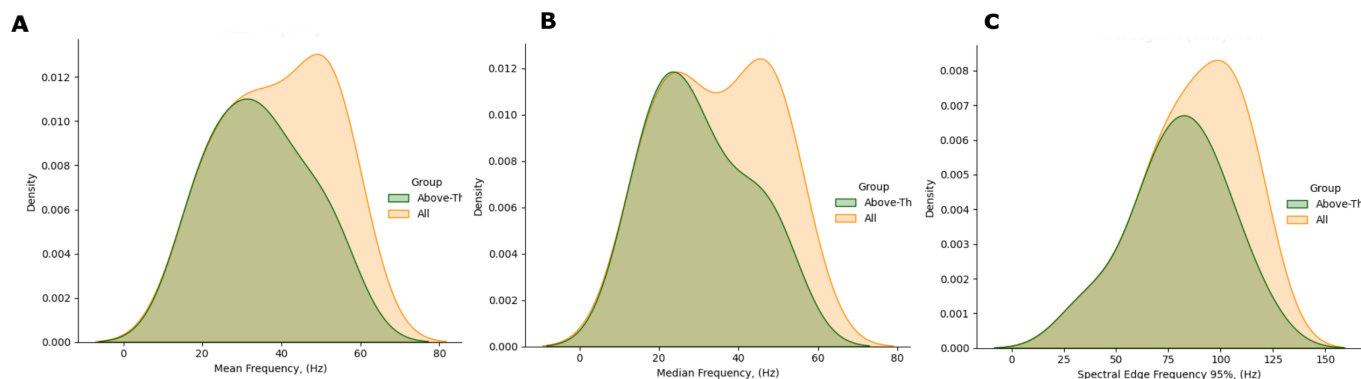 A
0.012
0.010
0.008
0.006
0.004
0.002
0.000
Density
0
20
40
60
80
Mean Frequency, (Hz)
Group
Above-Th
All
B
0.012
0.010
0.008
0.006
0.004
0.002
0.000
Density
0
20
40
60
80
Median Frequency, (Hz)
Group
Above-Th
All
C
0.008
0.007
0.006
0.005
0.004
0.003
0.002
0.001
0.000
Density
0
25
50
75
100
125
150
Spectral Edge Frequency 95%, (Hz)
Group
Above-Th
All